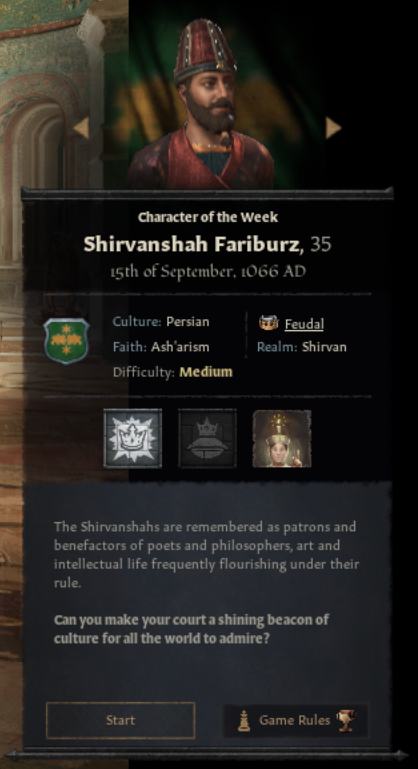 Character of the Week
Shirvanshah Fariburz, 35
15th of September, 1066 AD
Culture: Persian
Feudal
Faith: Ash'arism
Realm: Shirvan
Difficulty: Medium
The Shirvanshahs are remembered as patrons and
benefactors of poets and philosophers, art and
intellectual life frequently flourishing under their
rule.
Can you make your court a shining beacon of
culture for all the world to admire?
Start
Game Rules